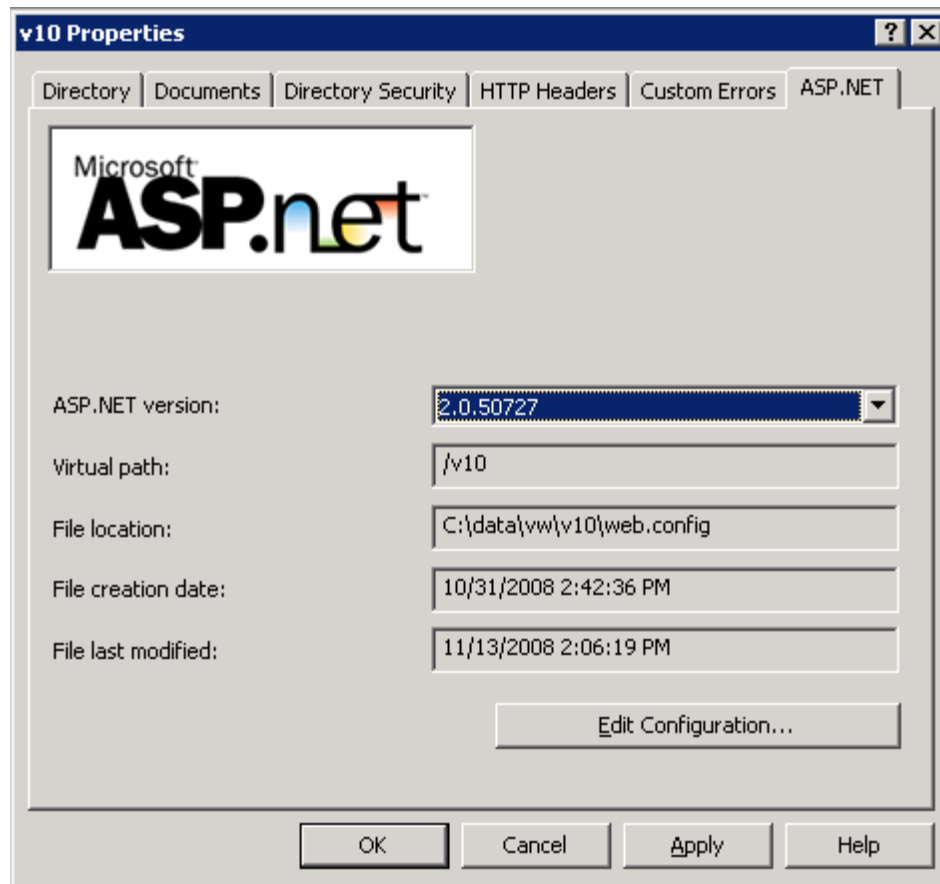 v10 Properties
Directory Documents Directory Security HTTP Headers Custom Errors ASP.NET
Microsoft
ASP.net
ASP.NET version: 2.0.50727
Virtual path: /v10
File location: C:\data\vw\v10\web.config
File creation date: 10/31/2008 2:42:36 PM
File last modified: 11/13/2008 2:06:19 PM
Edit Configuration...
OK Cancel Apply Help